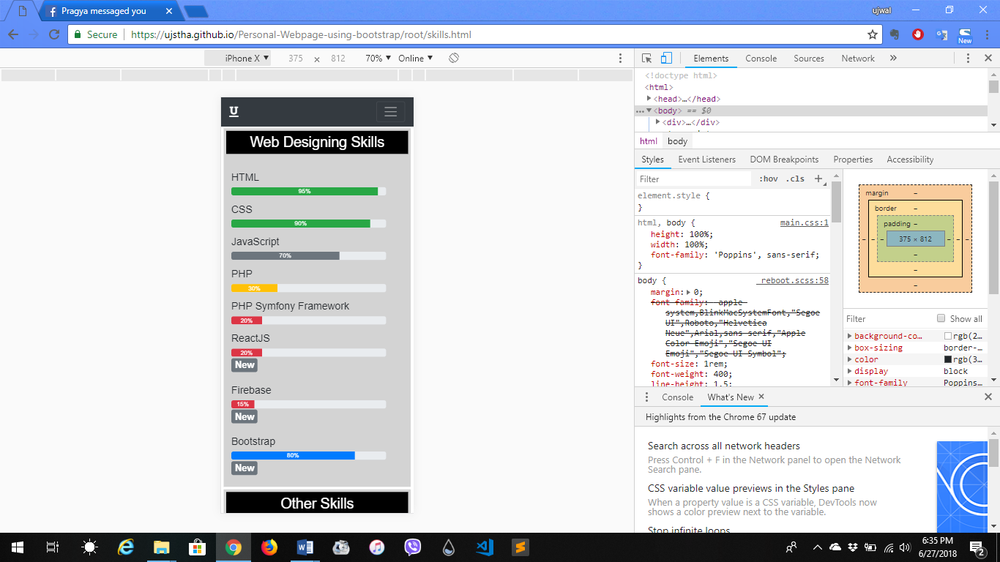 Pragya messaged you
ujwal
Secure
https://ujstha.github.io/Personal-Webpage-using-bootstrap/root/skills.html
New
iPhone X ▼ 375 × 812 70% ▼ Online ▼
Elements Console Sources Network »
<!doctype html>
<html>
<head>…</head>
<body> == $0
<div>…</div>
html body
Styles Event Listeners DOM Breakpoints Properties Accessibility
Filter :hov .cls +
element.style {
}
html, body { main.css:1
height: 100%;
width: 100%;
font-family: 'Poppins', sans-serif;
}
body { _reboot.scss:58
margin: 0;
font-family: -apple-
system,BlinkMacSystemFont,"Segoe
UI",Roboto,"Helvetica
Neue",Arial,sans-serif,"Apple
Color Emoji","Segoe UI
Emoji","Segoe UI Symbol";
font-size: 1rem;
font-weight: 400;
line-height: 1.5;
margin –
border –
padding –
– – – 375 × 812 – – –
–
–
–
Filter Show all
background-co… rgb(2…
box-sizing border-…
color rgb(3…
display block
font-family Poppins…
Console What's New
Highlights from the Chrome 67 update
Search across all network headers
Press Control + F in the Network panel to open the Network
Search pane.
CSS variable value previews in the Styles pane
When a property value is a CSS variable, DevTools now
shows a color preview next to the variable.
Stop infinite loops
U
Web Designing Skills
HTML
95%
CSS
90%
JavaScript
70%
PHP
30%
PHP Symfony Framework
20%
ReactJS
20%
New
Firebase
15%
New
Bootstrap
80%
New
Other Skills
6:35 PM
6/27/2018
2